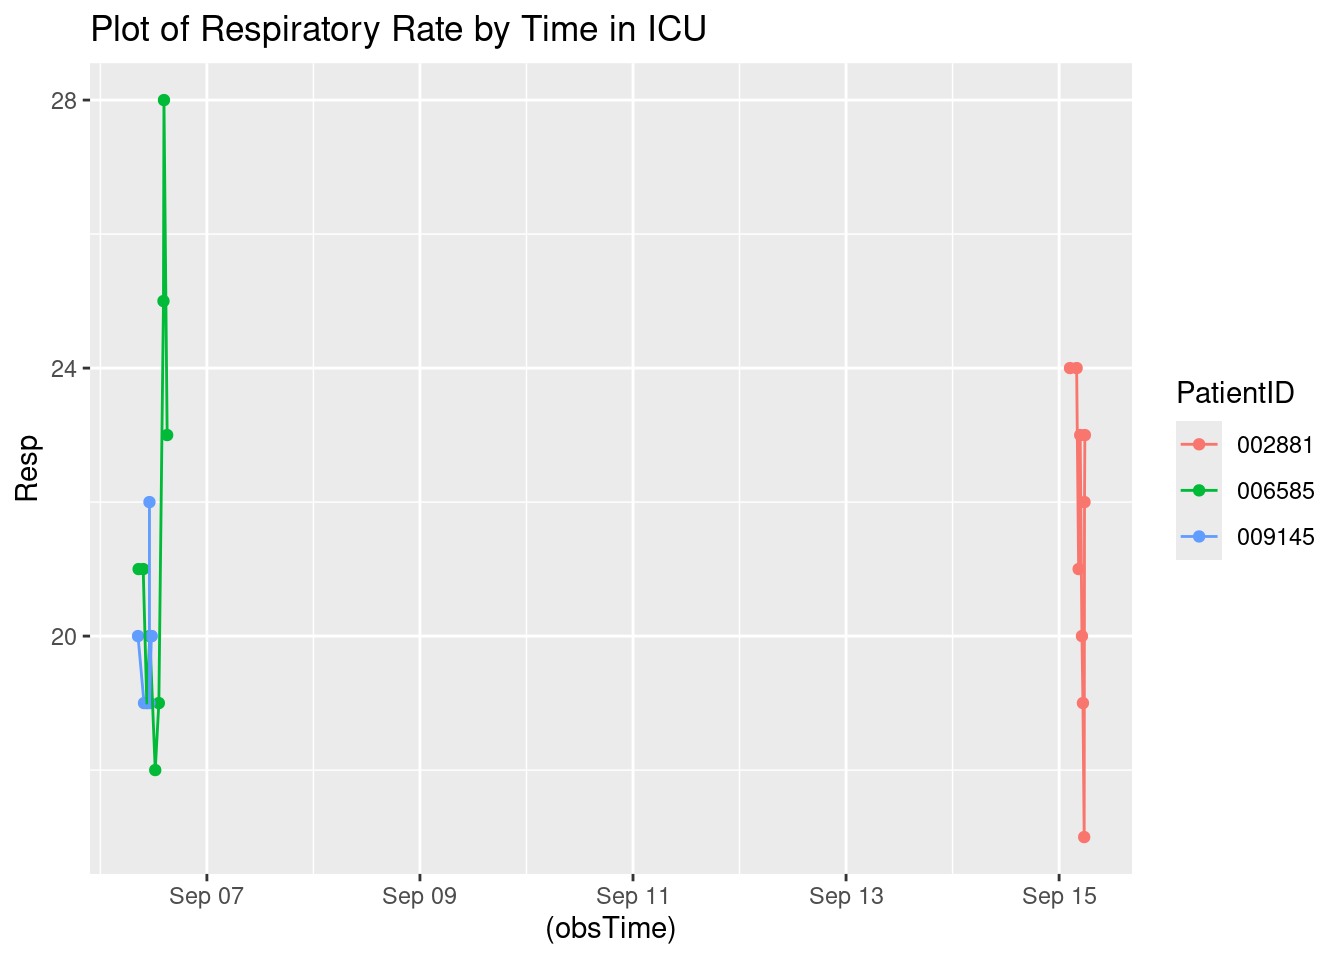 Plot of Respiratory Rate by Time in ICU
28
24
20
Resp
Sep 07
Sep 09
Sep 11
Sep 13
Sep 15
(obsTime)
PatientID
002881
006585
009145